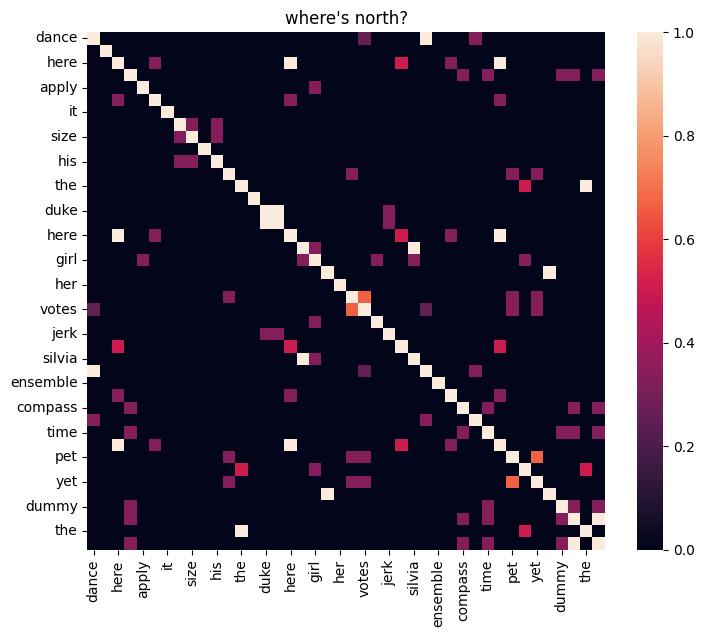 where's north?
dance
here
apply
it
size
his
the
duke
here
girl
her
votes
jerk
silvia
ensemble
compass
time
pet
yet
dummy
the
1.0
0.8
0.6
0.4
0.2
0.0
dance
here
apply
it
size
his
the
duke
here
girl
her
votes
jerk
silvia
ensemble
compass
time
pet
yet
dummy
the